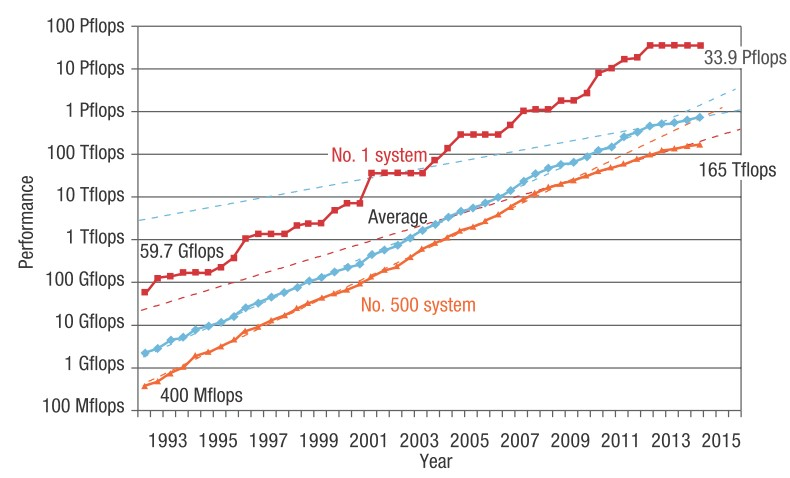 100 Pflops
10 Pflops
1 Pflops
100 Tflops
10 Tflops
1 Tflops
100 Gflops
10 Gflops
1 Gflops
100 Mflops
Performance
33.9 Pflops
No. 1 system
165 Tflops
Average
59.7 Gflops
No. 500 system
400 Mflops
1993 1995 1997 1999 2001 2003 2005 2007 2009 2011 2013 2015
Year